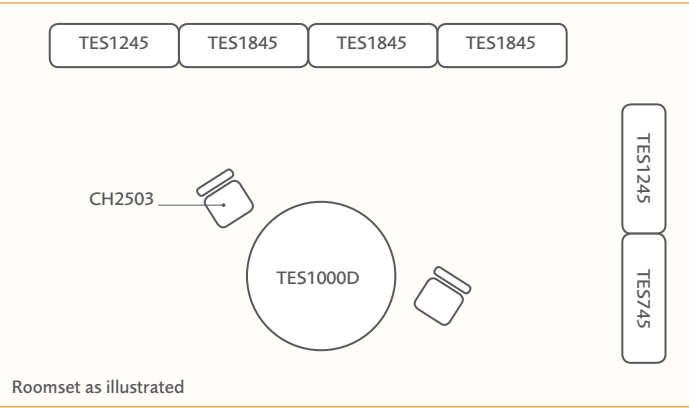 TES1245
TES1845
TES1845
TES1845
TES1245
CH2503
TES1000D
TES745
Roomset as illustrated